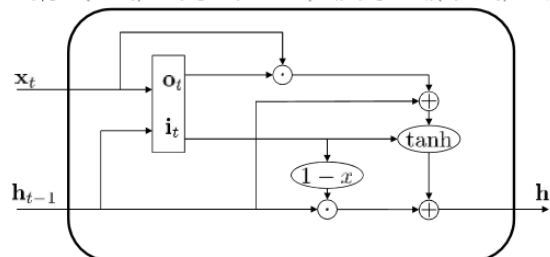 x_t
o_t
i_t
tanh
1 − x
h_{t−1}
h